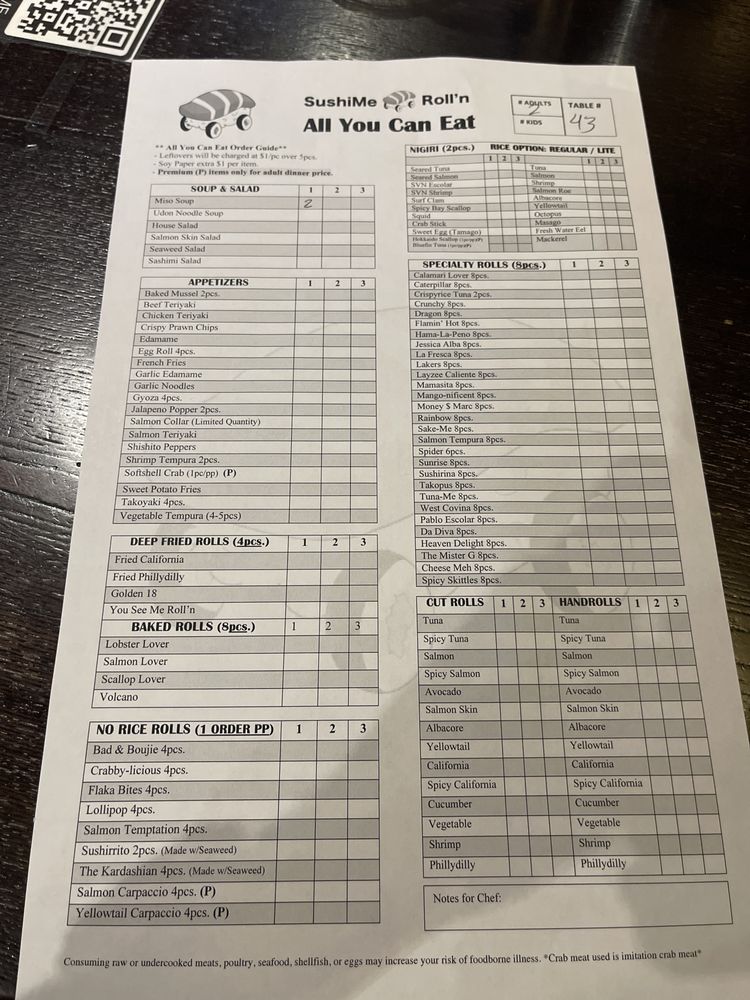 SushiMe Roll'n
All You Can Eat
# ADULTS 2
# KIDS
TABLE #
43
** All You Can Eat Order Guide**
- Leftovers will be charged at $1/pc over 5pcs.
- Soy Paper extra $1 per item.
- Premium (P) items only for adult dinner price.
SOUP & SALAD 1 2 3
Miso Soup 2
Udon Noodle Soup
House Salad
Salmon Skin Salad
Seaweed Salad
Sashimi Salad
APPETIZERS 1 2 3
Baked Mussel 2pcs.
Beef Teriyaki
Chicken Teriyaki
Crispy Prawn Chips
Edamame
Egg Roll 4pcs.
French Fries
Garlic Edamame
Garlic Noodles
Gyoza 4pcs.
Jalapeno Popper 2pcs.
Salmon Collar (Limited Quantity)
Salmon Teriyaki
Shishito Peppers
Shrimp Tempura 2pcs.
Softshell Crab (1pc/pp) (P)
Sweet Potato Fries
Takoyaki 4pcs.
Vegetable Tempura (4-5pcs)
DEEP FRIED ROLLS (4pcs.) 1 2 3
Fried California
Fried Phillydilly
Golden 18
You See Me Roll'n
BAKED ROLLS (8pcs.) 1 2 3
Lobster Lover
Salmon Lover
Scallop Lover
Volcano
NO RICE ROLLS (1 ORDER PP) 1 2 3
Bad & Boujie 4pcs.
Crabby-licious 4pcs.
Flaka Bites 4pcs.
Lollipop 4pcs.
Salmon Temptation 4pcs.
Sushirrito 2pcs. (Made w/Seaweed)
The Kardashian 4pcs. (Made w/Seaweed)
Salmon Carpaccio 4pcs. (P)
Yellowtail Carpaccio 4pcs. (P)
NIGIRI (2pcs.) RICE OPTION: REGULAR / LITE
1 2 3 1 2 3
Seared Tuna Tuna
Seared Salmon Salmon
SVN Escolar Shrimp
SVN Shrimp Salmon Roe
Surf Clam Albacore
Spicy Bay Scallop Yellowtail
Squid Octopus
Crab Stick Masago
Sweet Egg (Tamago) Fresh Water Eel
Hokkaido Scallop (1pc/pp)(P) Mackerel
Bluefin Tuna (1pc/pp)(P)
SPECIALTY ROLLS (8pcs.) 1 2 3
Calamari Lover 8pcs.
Caterpillar 8pcs.
Crispyrice Tuna 2pcs.
Crunchy 8pcs.
Dragon 8pcs.
Flamin' Hot 8pcs.
Hama-La-Peno 8pcs.
Jessica Alba 8pcs.
La Fresca 8pcs.
Lakers 8pcs.
Layzee Caliente 8pcs.
Mamasita 8pcs.
Mango-nificent 8pcs.
Money $ Marc 8pcs.
Rainbow 8pcs.
Sake-Me 8pcs.
Salmon Tempura 8pcs.
Spider 6pcs.
Sunrise 8pcs.
Sushirina 8pcs.
Takopus 8pcs.
Tuna-Me 8pcs.
West Covina 8pcs.
Pablo Escolar 8pcs.
Da Diva 8pcs.
Heaven Delight 8pcs.
The Mister G 8pcs.
Cheese Meh 8pcs.
Spicy Skittles 8pcs.
CUT ROLLS 1 2 3 HANDROLLS 1 2 3
Tuna Tuna
Spicy Tuna Spicy Tuna
Salmon Salmon
Spicy Salmon Spicy Salmon
Avocado Avocado
Salmon Skin Salmon Skin
Albacore Albacore
Yellowtail Yellowtail
California California
Spicy California Spicy California
Cucumber Cucumber
Vegetable Vegetable
Shrimp Shrimp
Phillydilly Phillydilly
Notes for Chef:
Consuming raw or undercooked meats, poultry, seafood, shellfish, or eggs may increase your risk of foodborne illness. *Crab meat used is imitation crab meat*